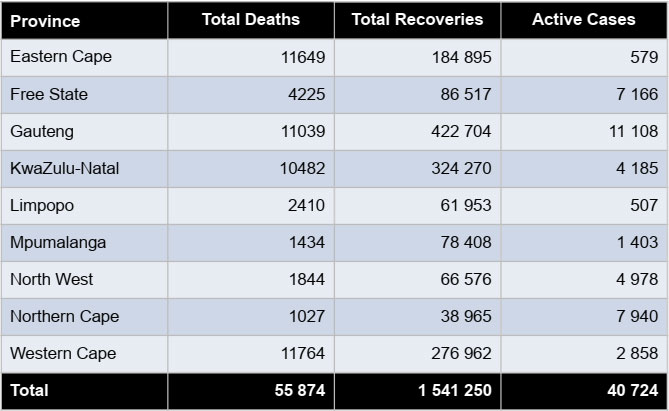 Province Total Deaths Total Recoveries Active Cases
Eastern Cape 11649 184 895 579
Free State 4225 86 517 7 166
Gauteng 11039 422 704 11 108
KwaZulu-Natal 10482 324 270 4 185
Limpopo 2410 61 953 507
Mpumalanga 1434 78 408 1 403
North West 1844 66 576 4 978
Northern Cape 1027 38 965 7 940
Western Cape 11764 276 962 2 858
Total 55 874 1 541 250 40 724